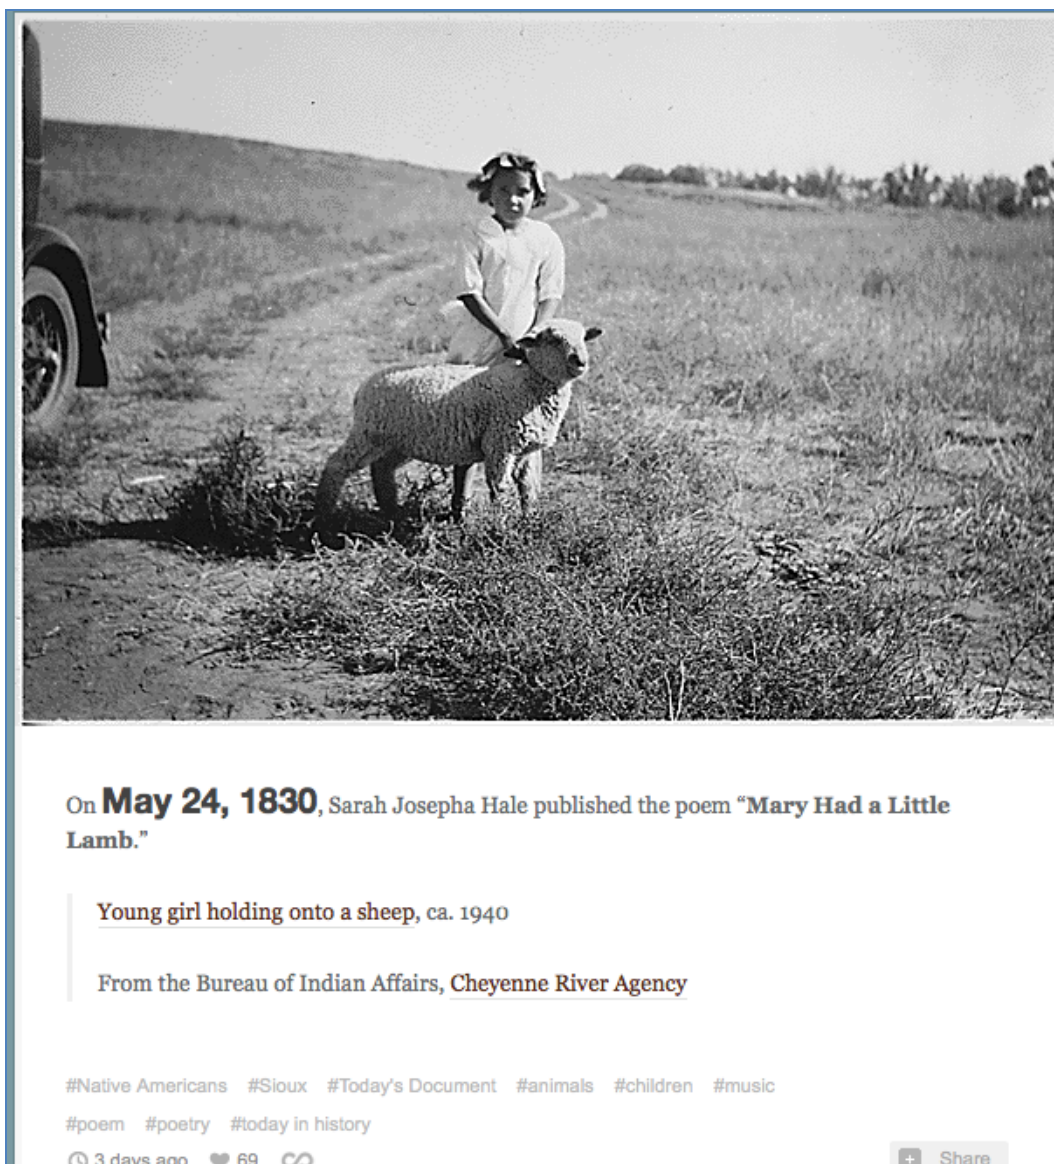 On May 24, 1830, Sarah Josepha Hale published the poem “Mary Had a Little
Lamb.”
Young girl holding onto a sheep, ca. 1940
From the Bureau of Indian Affairs, Cheyenne River Agency
#Native Americans #Sioux #Today's Document #animals #children #music
#poem #poetry #today in history
3 days ago 69 Share